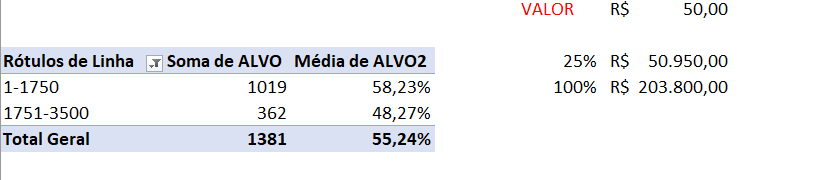 VALOR R$ 50,00
Rótulos de Linha Soma de ALVO Média de ALVO2 25% R$ 50.950,00
1-1750 1019 58,23% 100% R$ 203.800,00
1751-3500 362 48,27%
Total Geral 1381 55,24%